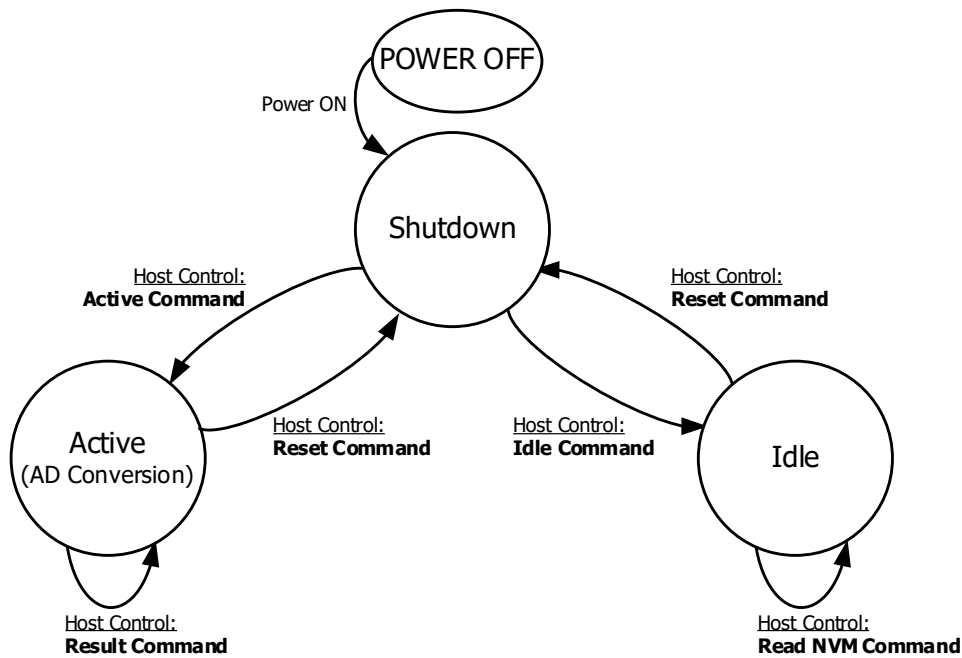 POWER OFF
Power ON
Shutdown
Host Control:
Active Command
Host Control:
Reset Command
Host Control:
Reset Command
Host Control:
Idle Command
Active
(AD Conversion)
Idle
Host Control:
Result Command
Host Control:
Read NVM Command